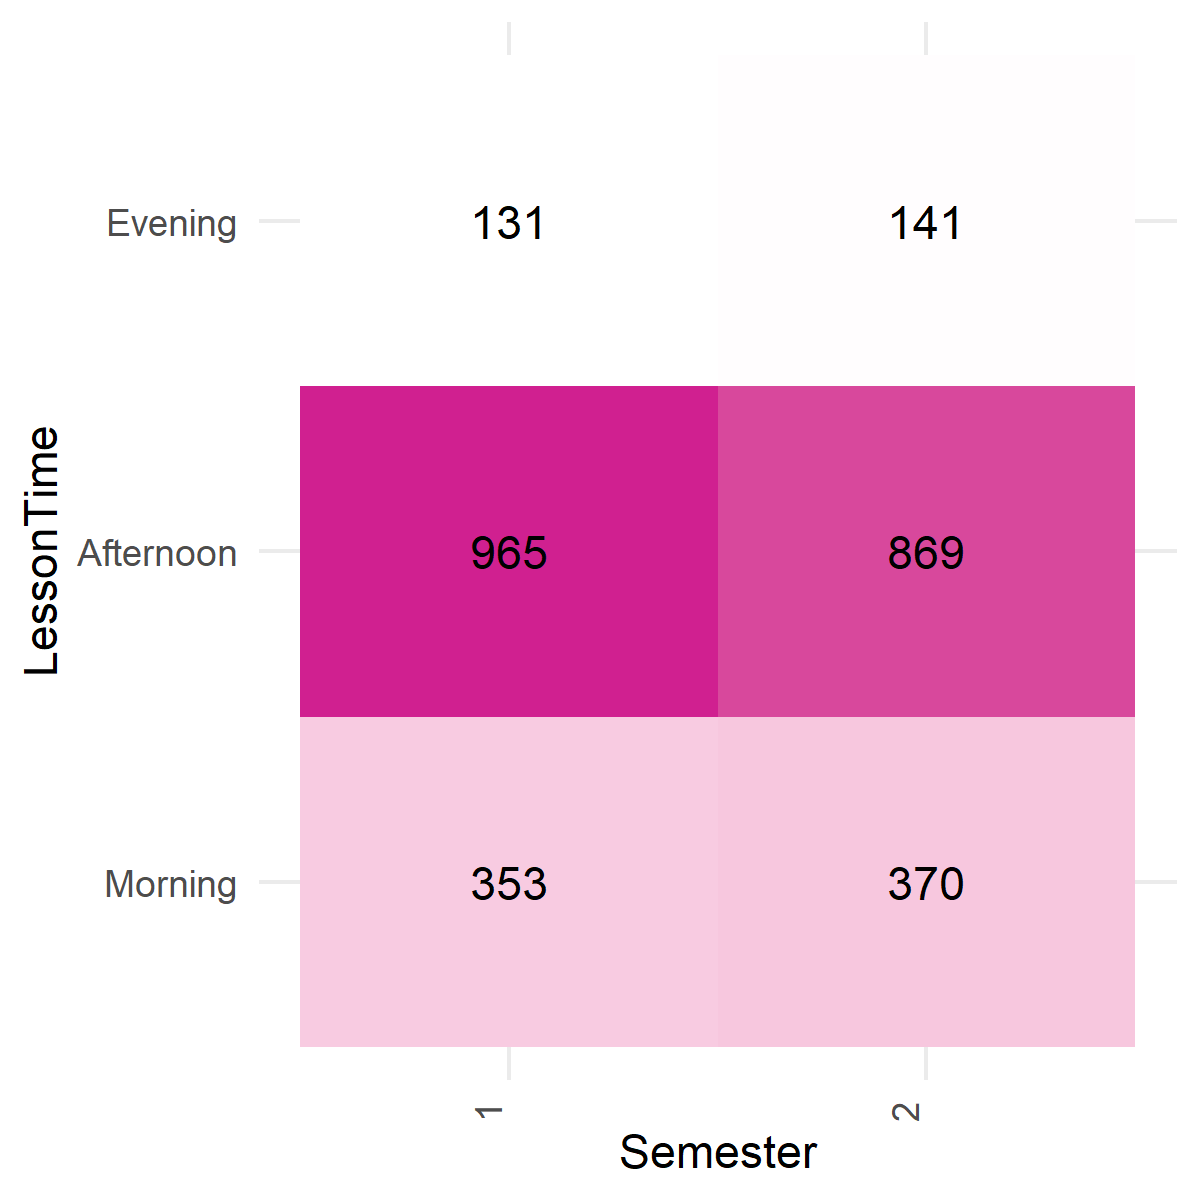 Evening 131 141
LessonTime
Afternoon 965 869
Morning 353 370
1 2
Semester